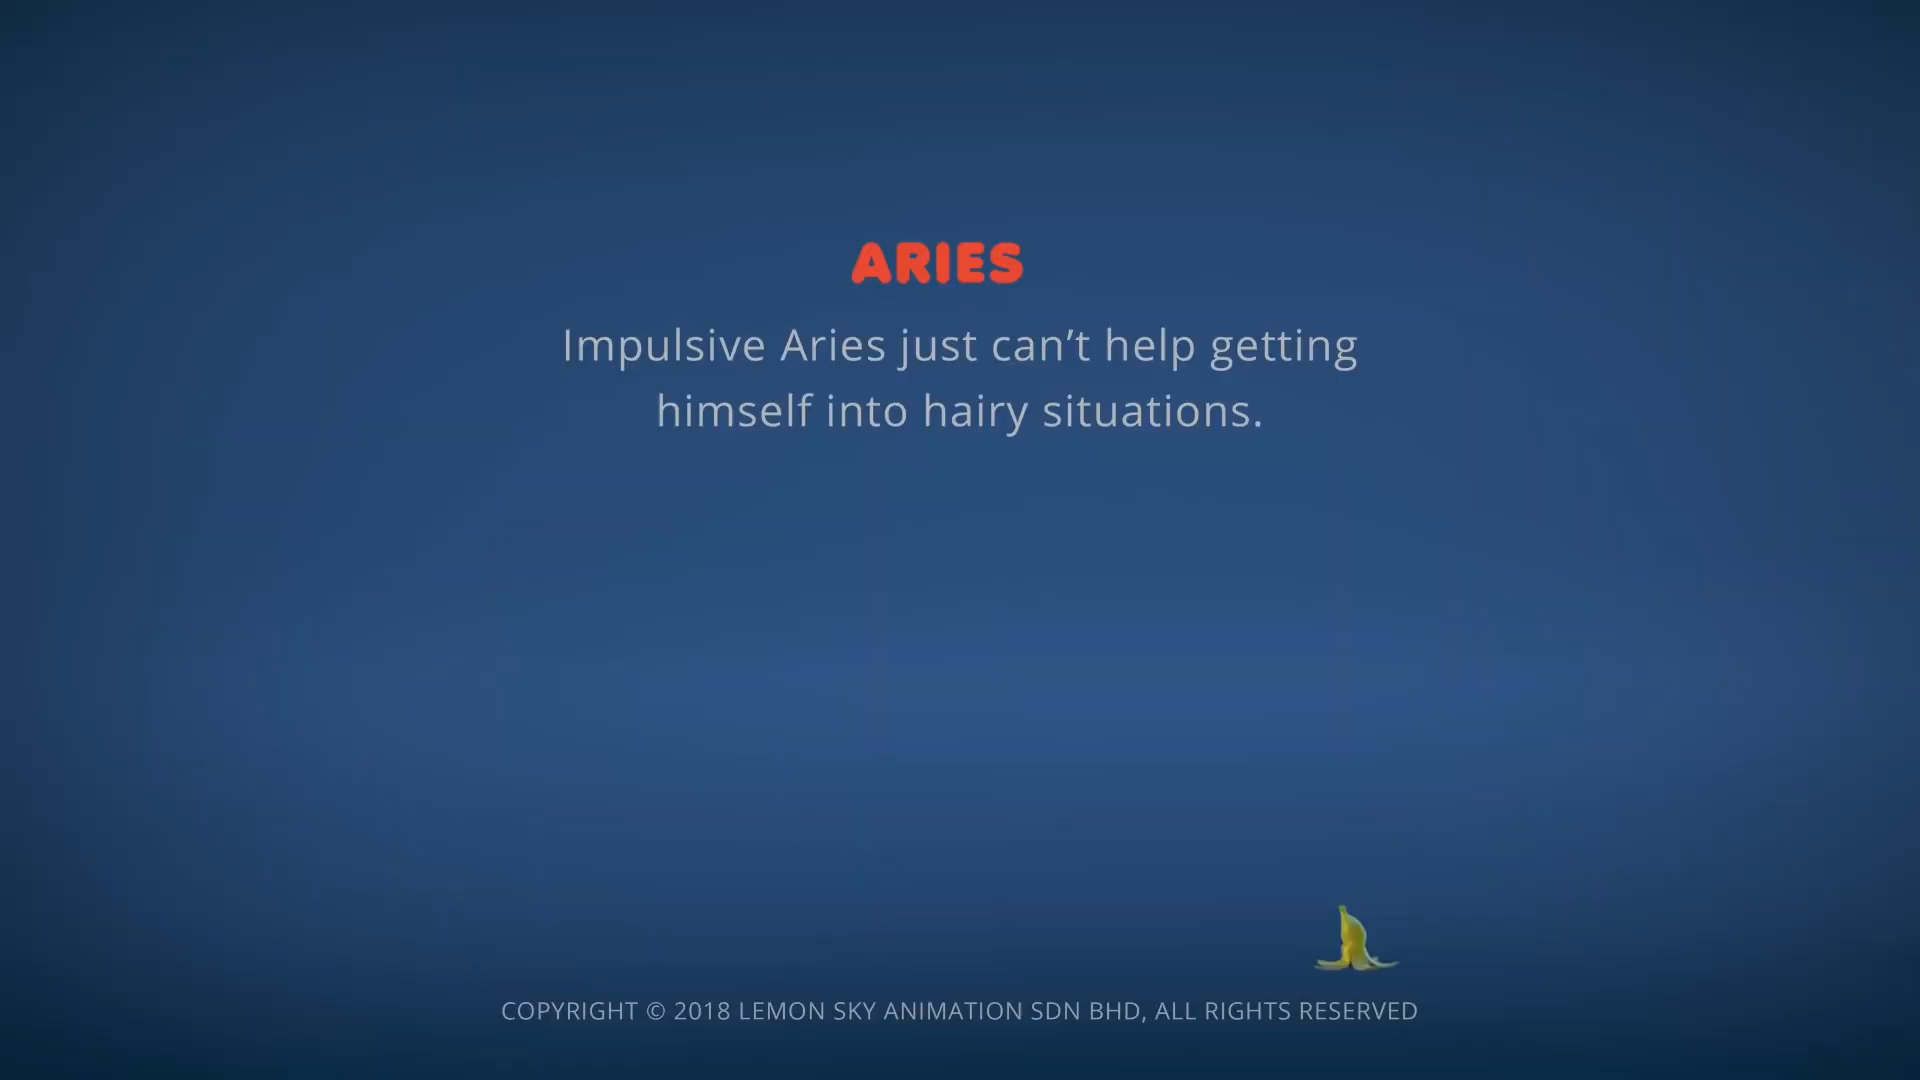 ARIES
Impulsive Aries just can’t help getting
himself into hairy situations.
COPYRIGHT © 2018 LEMON SKY ANIMATION SDN BHD, ALL RIGHTS RESERVED